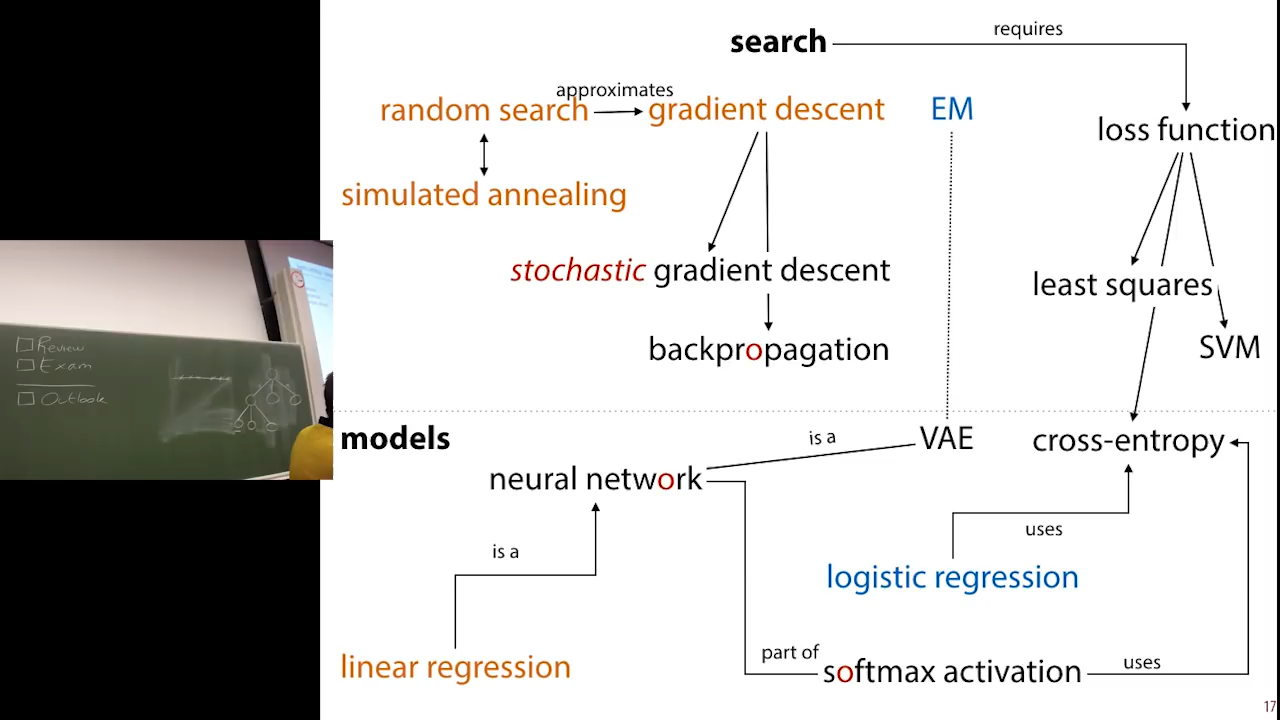 search
requires
approximates
random search
gradient descent
EM
loss function
simulated annealing
stochastic gradient descent
least squares
backpropagation
SVM
Review
Exam
Outlook
models
is a
VAE
cross-entropy
neural network
uses
is a
logistic regression
part of
uses
linear regression
softmax activation
17